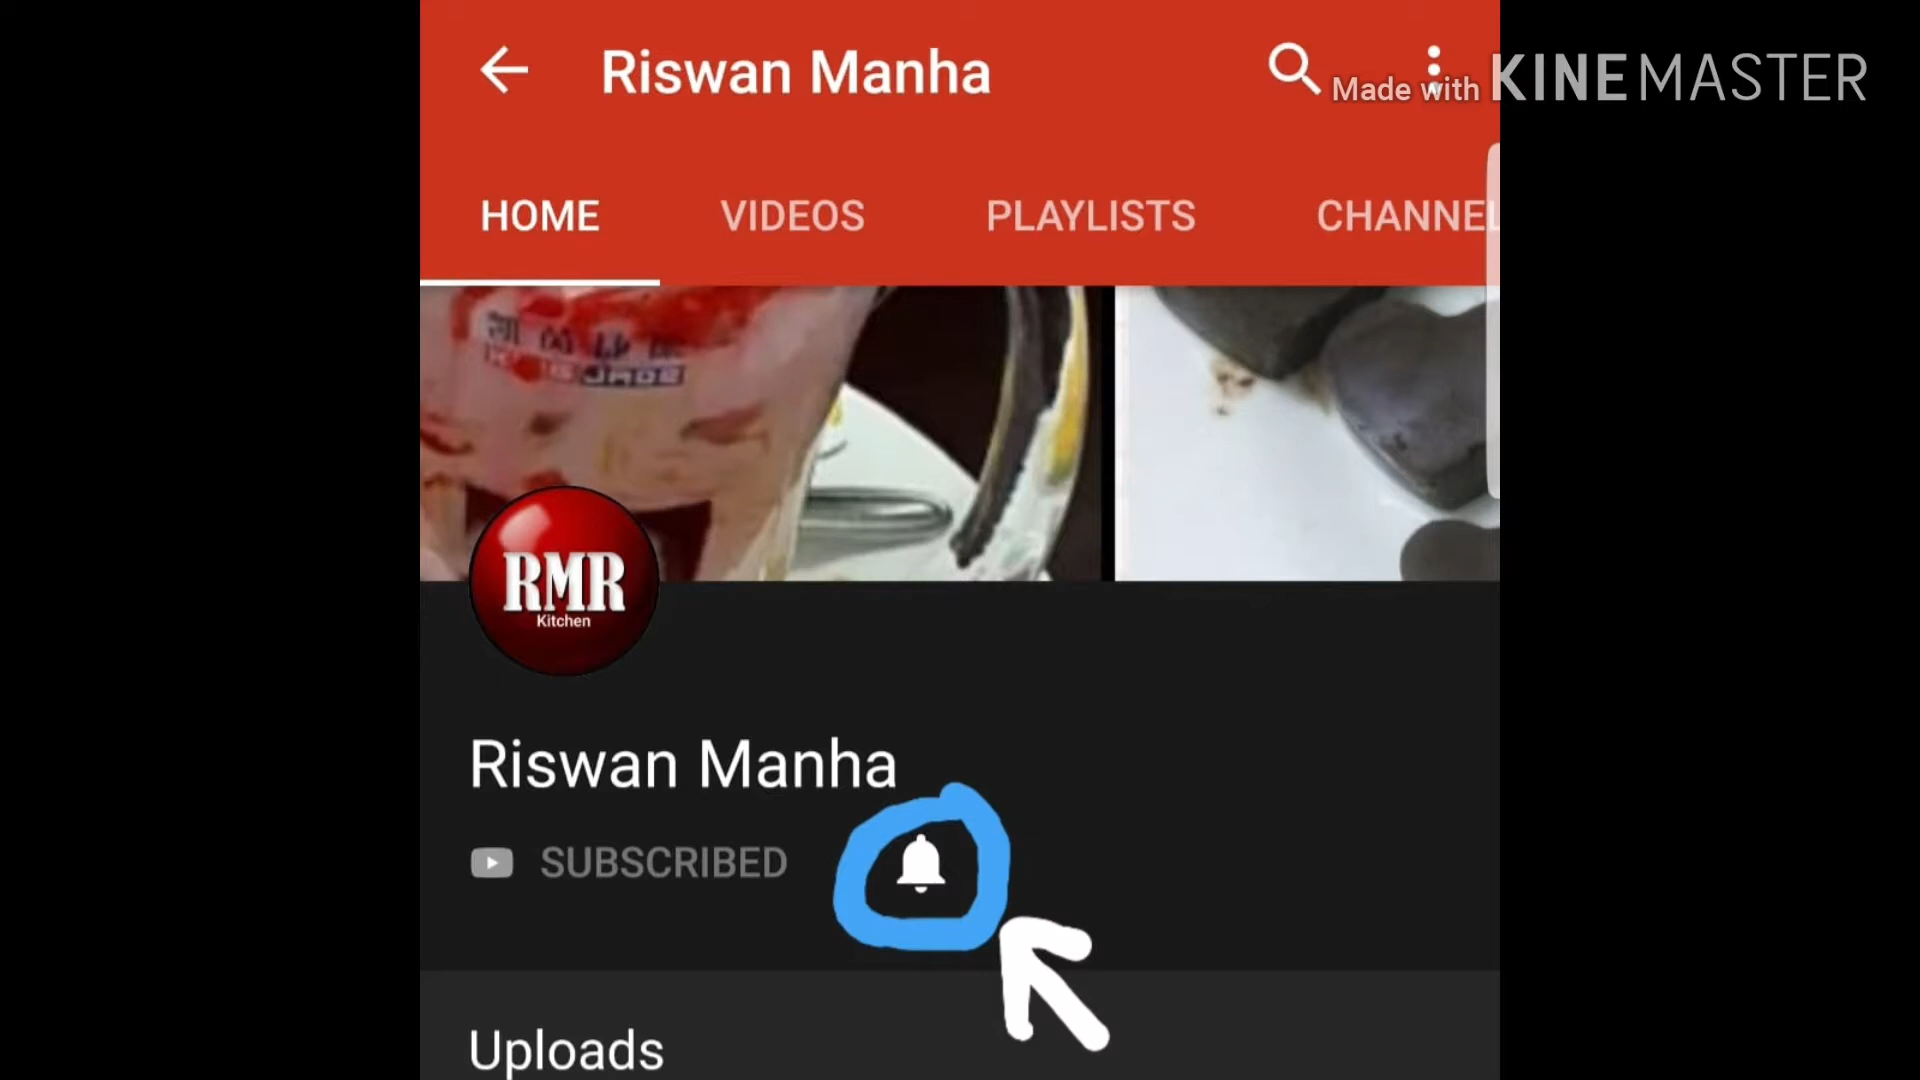 Riswan Manha
Made with KINEMASTER
HOME VIDEOS PLAYLISTS CHANNEL
RMR
Kitchen
Riswan Manha
SUBSCRIBED
Uploads